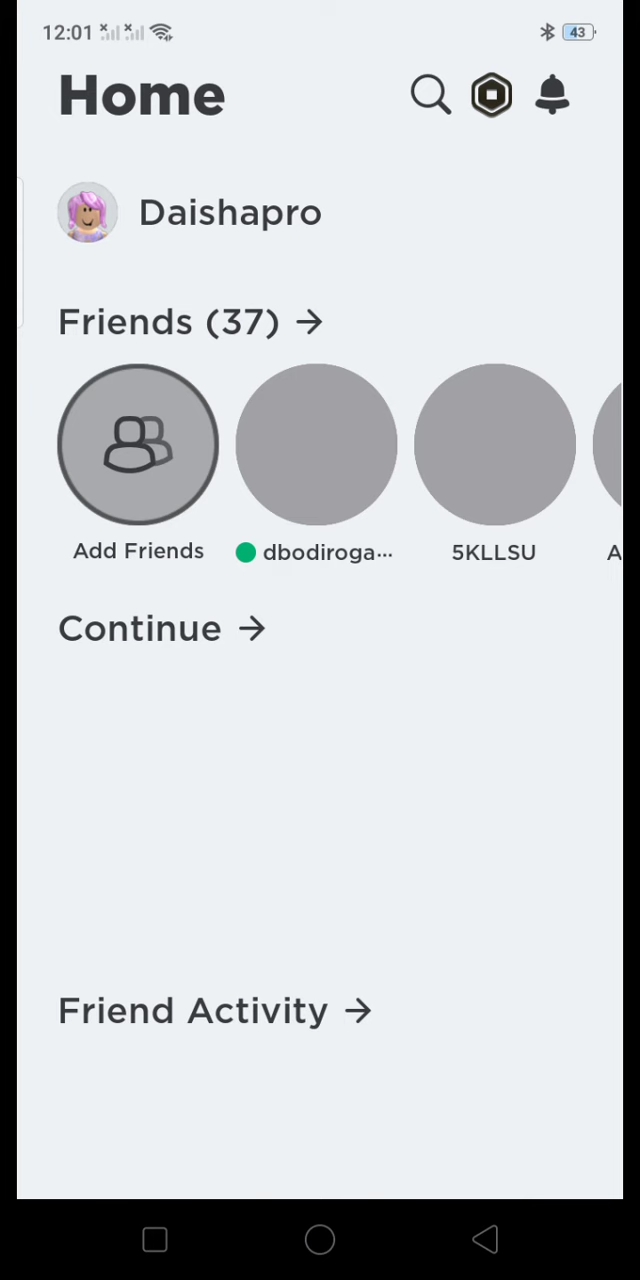 12:01
43
Home
Daishapro
Friends (37) →
Add Friends
dbodiroga...
5KLLSU
A
Continue →
Friend Activity →